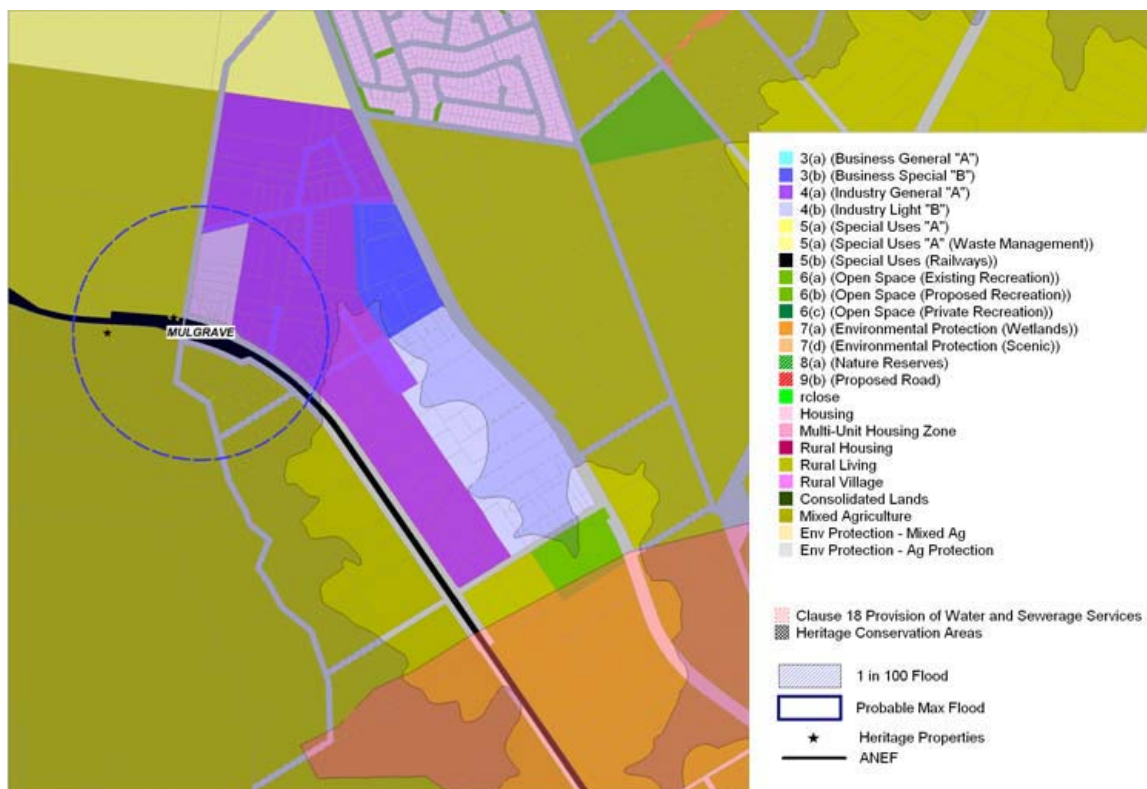 MULGRAVE
3(a) (Business General "A")
3(b) (Business Special "B")
4(a) (Industry General "A")
4(b) (Industry Light "B")
5(a) (Special Uses "A")
5(a) (Special Uses "A" (Waste Management))
5(b) (Special Uses (Railways))
6(a) (Open Space (Existing Recreation))
6(b) (Open Space (Proposed Recreation))
6(c) (Open Space (Private Recreation))
7(a) (Environmental Protection (Wetlands))
7(d) (Environmental Protection (Scenic))
8(a) (Nature Reserves)
9(b) (Proposed Road)
rclose
Housing
Multi-Unit Housing Zone
Rural Housing
Rural Living
Rural Village
Consolidated Lands
Mixed Agriculture
Env Protection - Mixed Ag
Env Protection - Ag Protection
Clause 18 Provision of Water and Sewerage Services
Heritage Conservation Areas
1 in 100 Flood
Probable Max Flood
Heritage Properties
ANEF